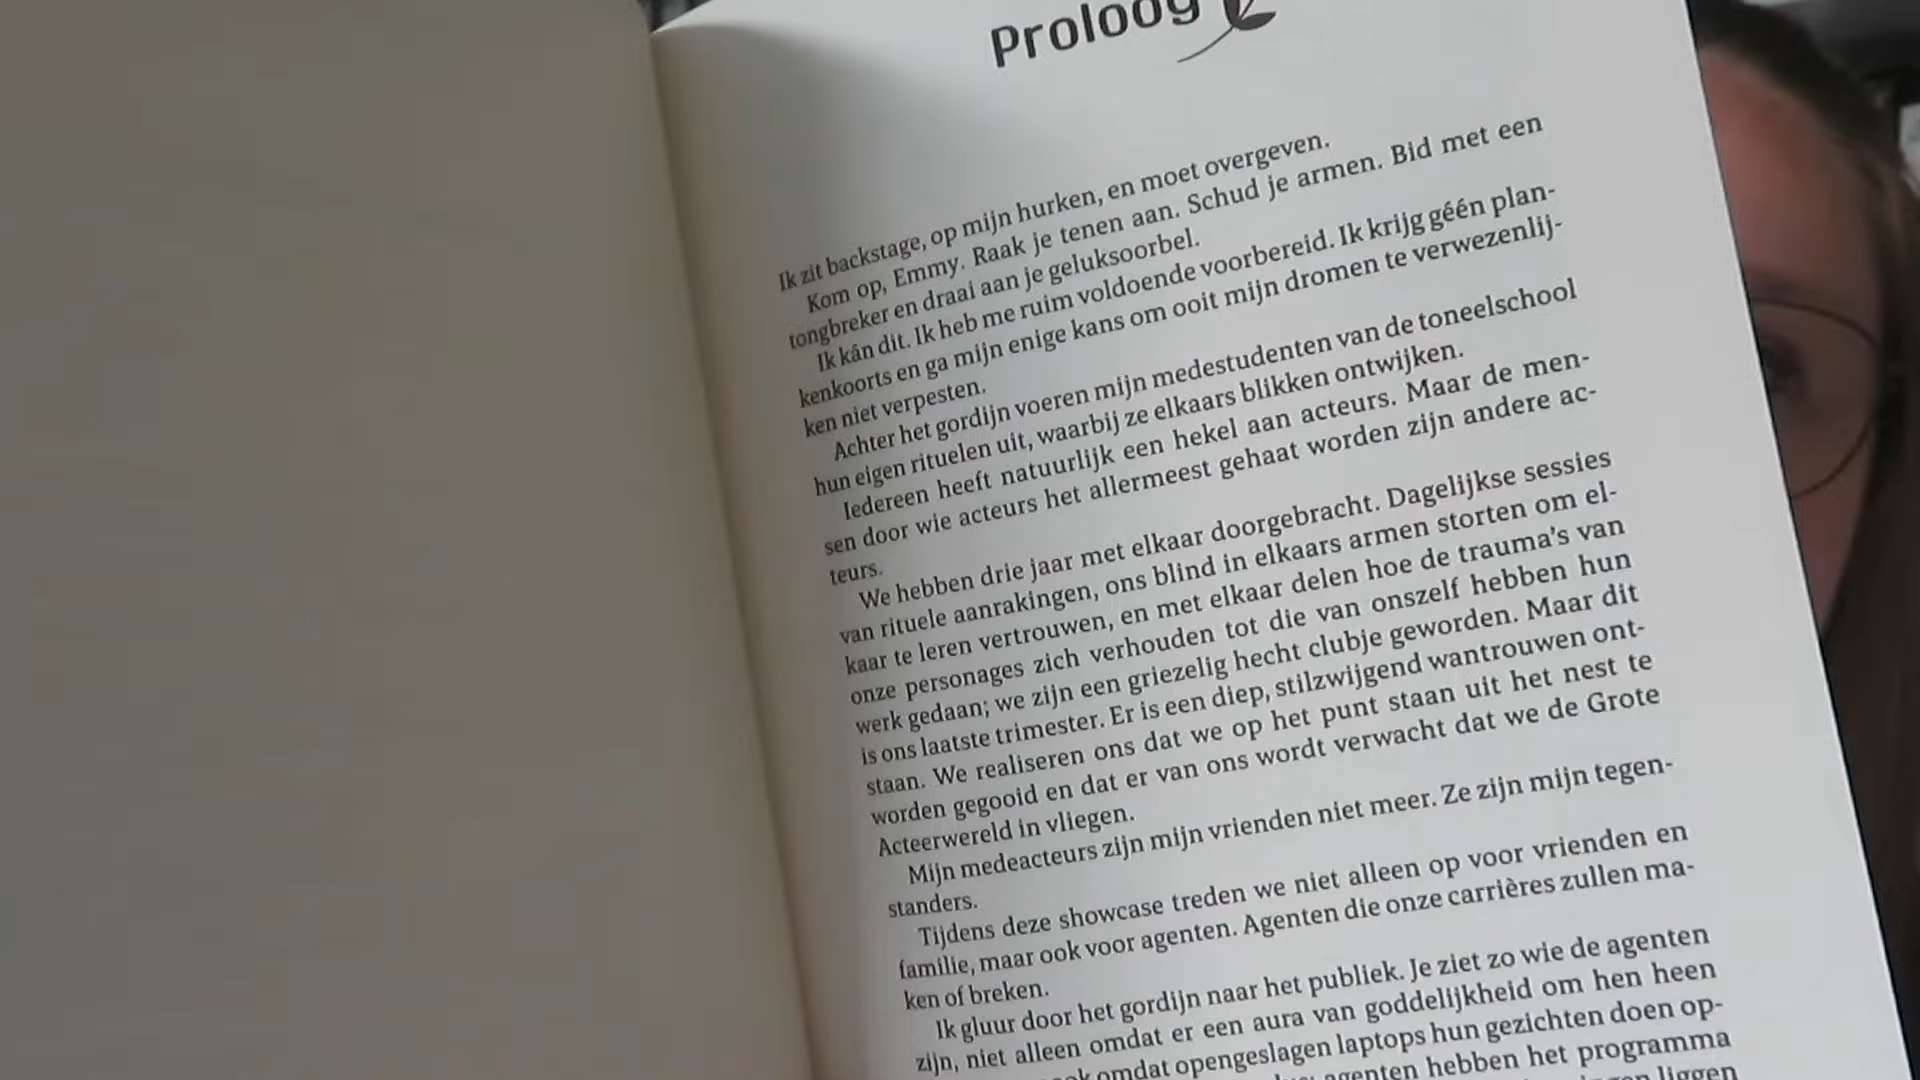 Proloog
Ik zit backstage, op mijn hurken, en moet overgeven.
Kom op, Emmy. Raak je tenen aan. Schud je armen. Bid met een
tongbreker en draai aan je geluksoorbel.
Ik kán dit. Ik heb me ruim voldoende voorbereid. Ik krijg géén plan-
kenkoorts en ga mijn enige kans om ooit mijn dromen te verwezenlij-
ken niet verpesten.
Achter het gordijn voeren mijn medestudenten van de toneelschool
hun eigen rituelen uit, waarbij ze elkaars blikken ontwijken.
Iedereen heeft natuurlijk een hekel aan acteurs. Maar de men-
sen door wie acteurs het allermeest gehaat worden zijn andere ac-
teurs.
We hebben drie jaar met elkaar doorgebracht. Dagelijkse sessies
van rituele aanrakingen, ons blind in elkaars armen storten om el-
kaar te leren vertrouwen, en met elkaar delen hoe de trauma's van
onze personages zich verhouden tot die van onszelf hebben hun
werk gedaan; we zijn een griezelig hecht clubje geworden. Maar dit
is ons laatste trimester. Er is een diep, stilzwijgend wantrouwen ont-
staan. We realiseren ons dat we op het punt staan uit het nest te
worden gegooid en dat er van ons wordt verwacht dat we de Grote
Acteerwereld in vliegen.
Mijn medeacteurs zijn mijn vrienden niet meer. Ze zijn mijn tegen-
standers.
Tijdens deze showcase treden we niet alleen op voor vrienden en
familie, maar ook voor agenten. Agenten die onze carrières zullen ma-
ken of breken.
Ik gluur door het gordijn naar het publiek. Je ziet zo wie de agenten
zijn, niet alleen omdat er een aura van goddelijkheid om hen heen
omdat opengeslagen laptops hun gezichten doen op-
agenten hebben het programma
liggen